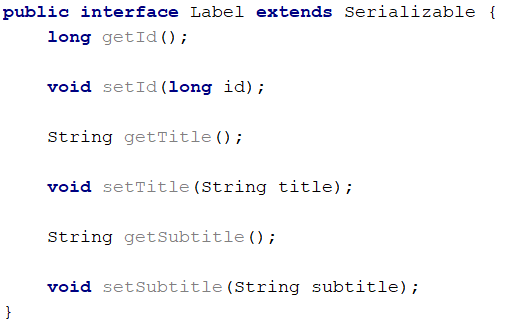 public interface Label extends Serializable {
    long getId();
    void setId(long id);
    String getTitle();
    void setTitle(String title);
    String getSubtitle();
    void setSubtitle(String subtitle);
}